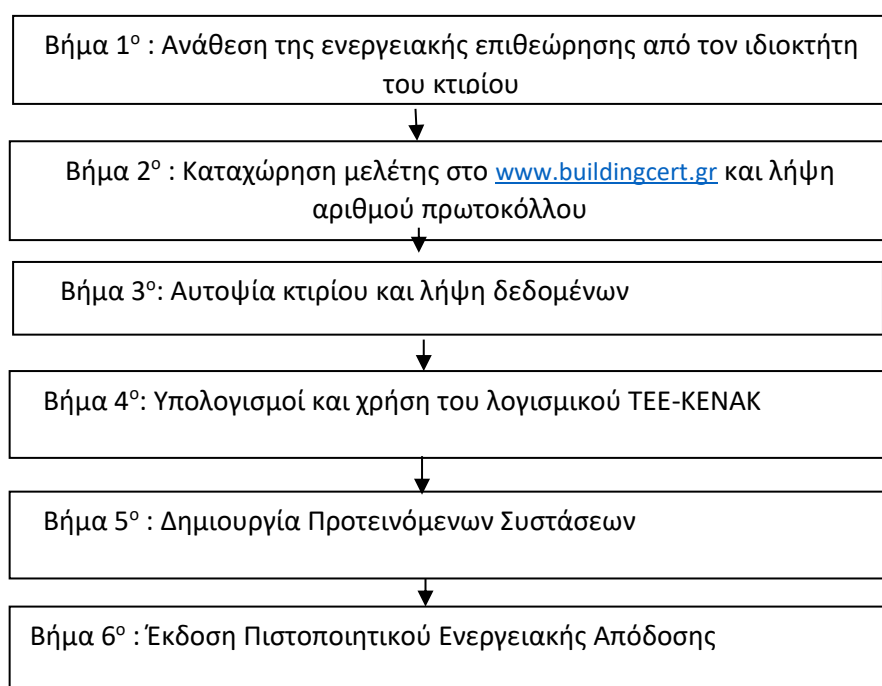 Βήμα 1ο : Ανάθεση της ενεργειακής επιθεώρησης από τον ιδιοκτήτη
του κτιρίου
Βήμα 2ο : Καταχώρηση μελέτης στο www.buildingcert.gr και λήψη
αριθμού πρωτοκόλλου
Βήμα 3ο: Αυτοψία κτιρίου και λήψη δεδομένων
Βήμα 4ο: Υπολογισμοί και χρήση του λογισμικού ΤΕΕ-ΚΕΝΑΚ
Βήμα 5ο : Δημιουργία Προτεινόμενων Συστάσεων
Βήμα 6ο : Έκδοση Πιστοποιητικού Ενεργειακής Απόδοσης